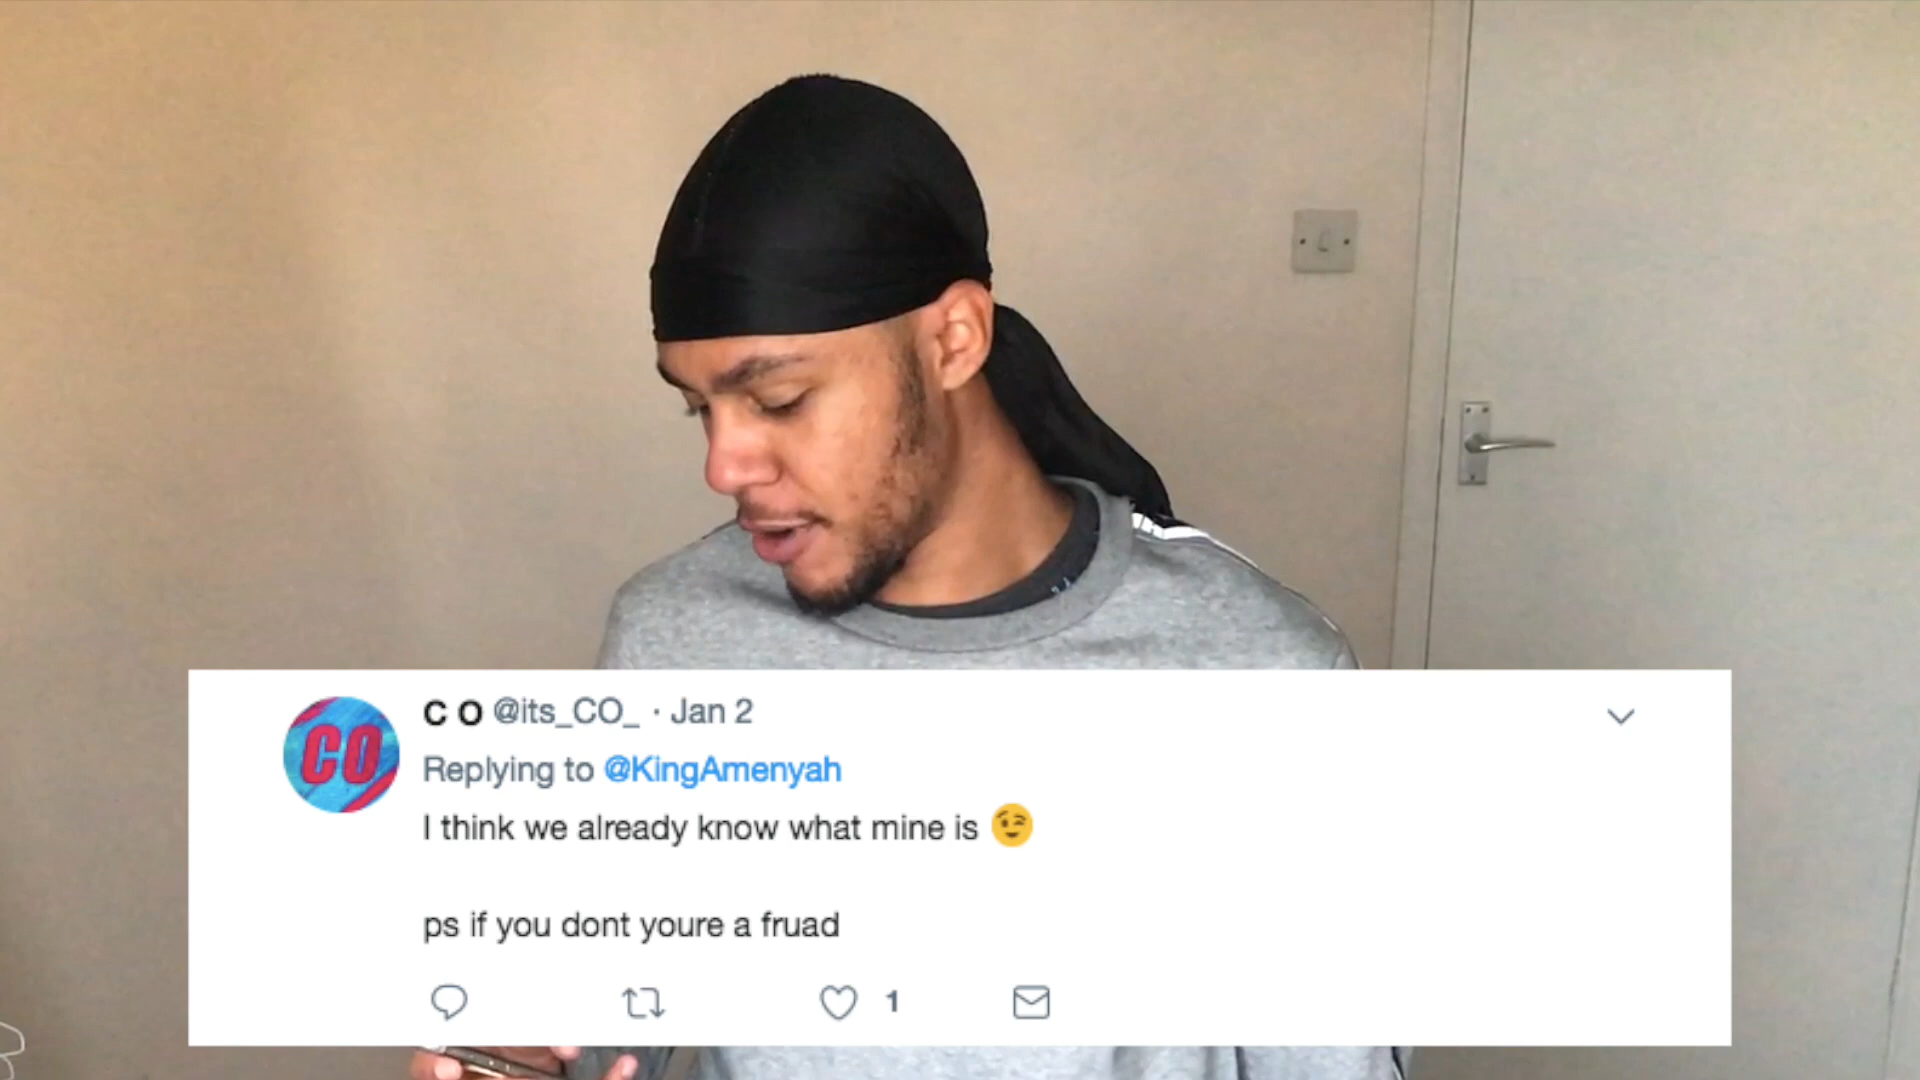 C O @its_CO_ · Jan 2
CO
Replying to @KingAmenyah
I think we already know what mine is 😉
ps if you dont youre a fruad
1